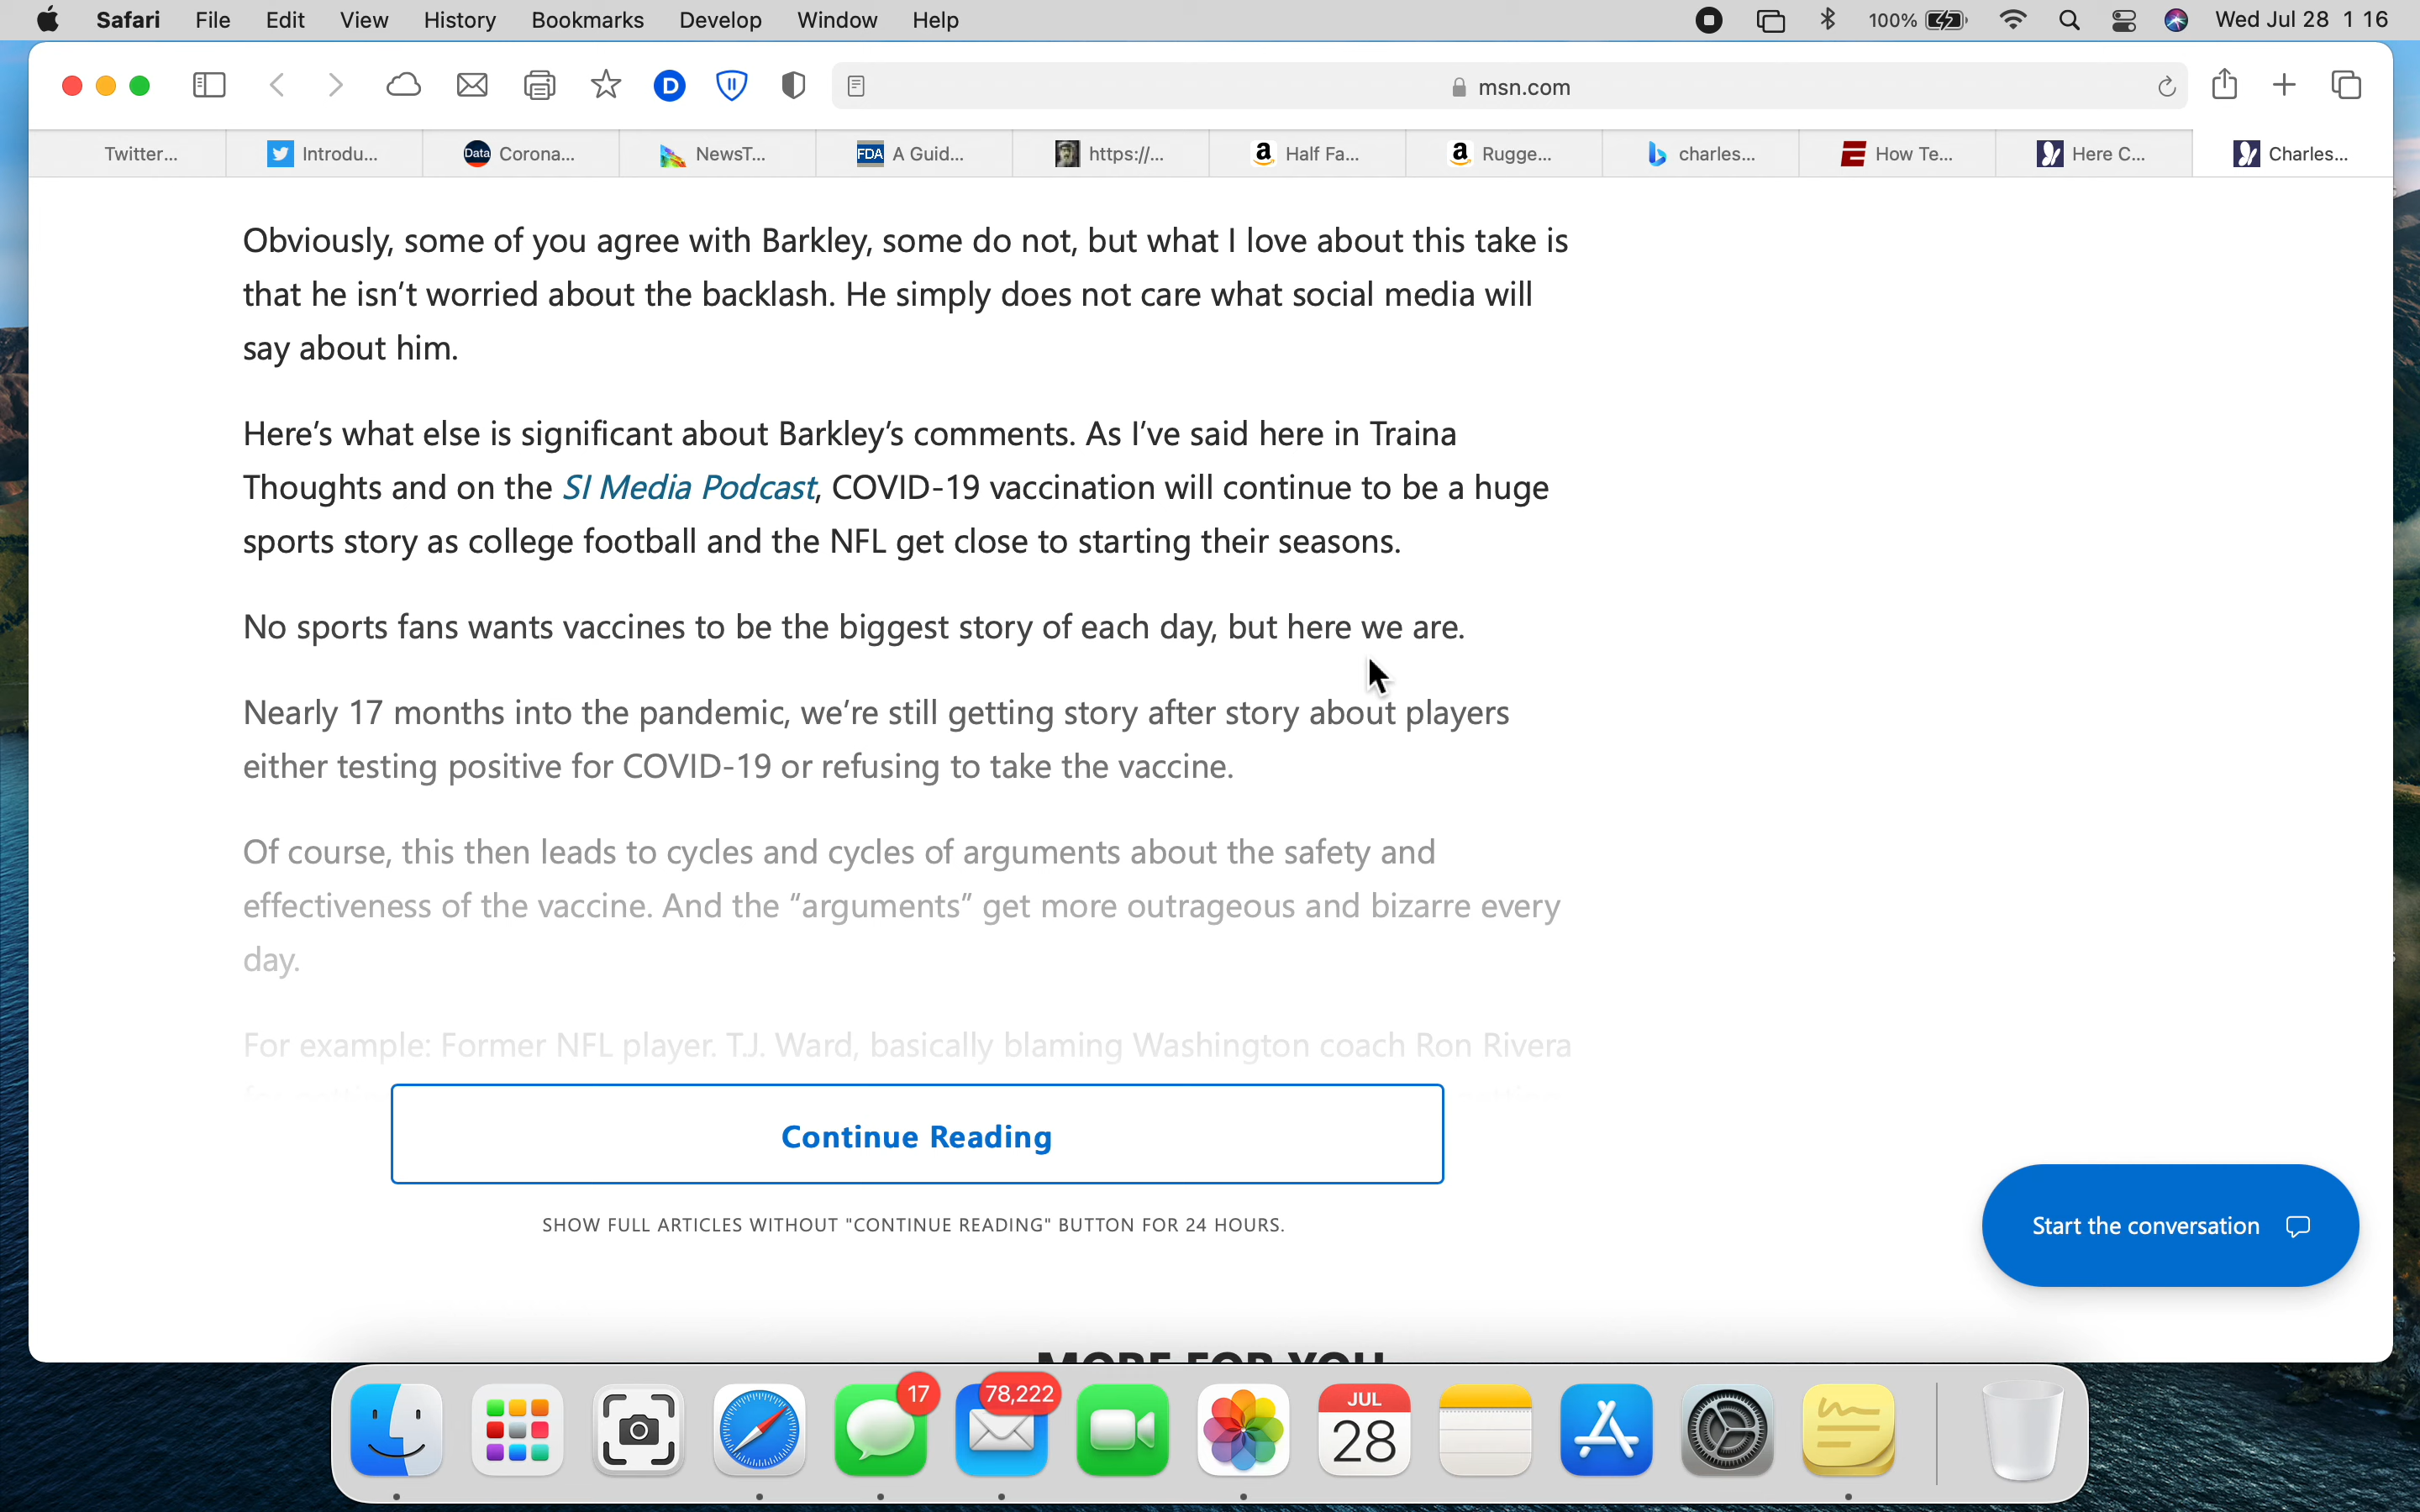 Safari File Edit View History Bookmarks Develop Window Help 100% Wed Jul 28 1 16
D msn.com
Twitter... Introdu... Data Corona... NewsT... FDA A Guid... https://... a Half Fa... a Rugge... charles... How Te... Here C... Charles...
Obviously, some of you agree with Barkley, some do not, but what I love about this take is
that he isn't worried about the backlash. He simply does not care what social media will
say about him.
Here's what else is significant about Barkley's comments. As I've said here in Traina
Thoughts and on the SI Media Podcast, COVID-19 vaccination will continue to be a huge
sports story as college football and the NFL get close to starting their seasons.
No sports fans wants vaccines to be the biggest story of each day, but here we are.
Nearly 17 months into the pandemic, we're still getting story after story about players
either testing positive for COVID-19 or refusing to take the vaccine.
Of course, this then leads to cycles and cycles of arguments about the safety and
effectiveness of the vaccine. And the “arguments” get more outrageous and bizarre every
day.
For example: Former NFL player. T.J. Ward, basically blaming Washington coach Ron Rivera
Continue Reading
SHOW FULL ARTICLES WITHOUT "CONTINUE READING" BUTTON FOR 24 HOURS.
Start the conversation
MORE FOR YOU
17 78,222 JUL
28